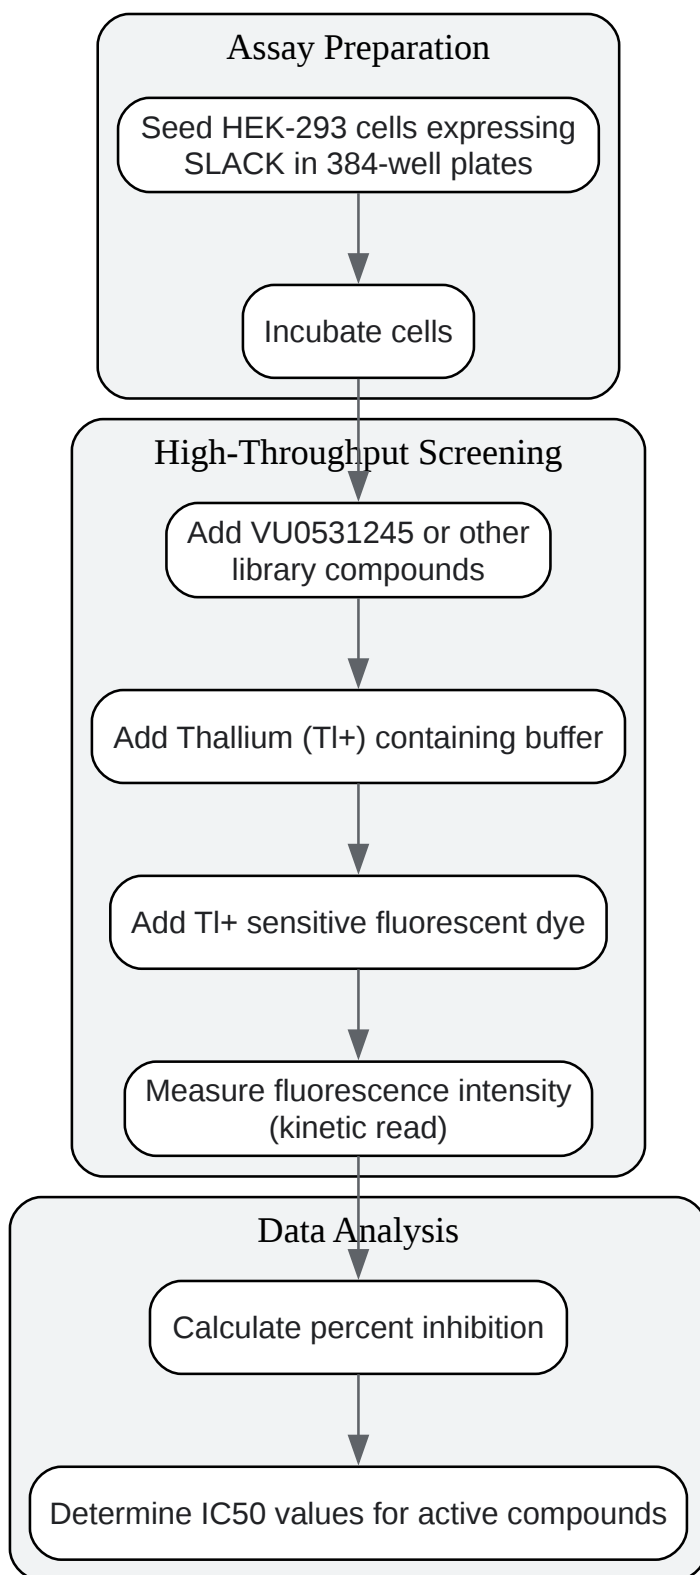 Assay Preparation
Seed HEK-293 cells expressing
SLACK in 384-well plates
Incubate cells
High-Throughput Screening
Add VU0531245 or other
library compounds
Add Thallium (Tl+) containing buffer
Add Tl+ sensitive fluorescent dye
Measure fluorescence intensity
(kinetic read)
Data Analysis
Calculate percent inhibition
Determine IC50 values for active compounds